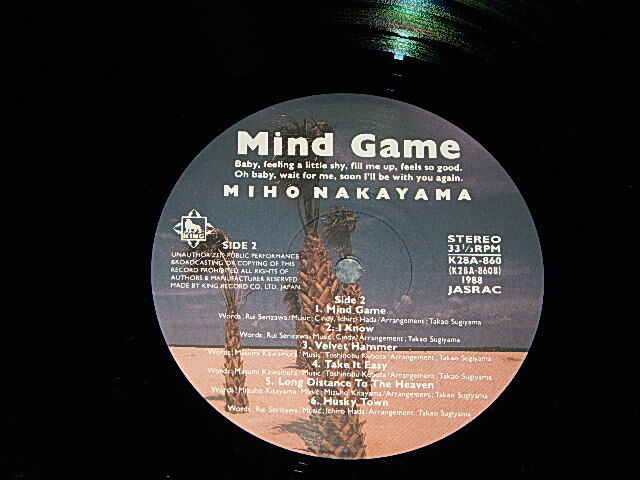 Mind Game
Baby, feeling a little shy, fill me up, feels so good.
Oh baby, wait for me, soon I'll be with you again.
MIHO NAKAYAMA
KING
SIDE 2
UNAUTHORIZED PUBLIC PERFORMANCE
BROADCASTING OR COPYING OF THIS
RECORD PROHIBITED ALL RIGHTS OF
AUTHORS & MANUFACTURER RESERVED
MADE BY KING RECORD CO. LTD. JAPAN.
STEREO
33 1/3 RPM
K28A-860
(K28A-860B)
1988
JASRAC
Side 2
1. Mind Game
Words; Rui Serizawa/Music; Cindy, Ichiro Hada/Arrangement; Takao Sugiyama
2. I Know
Words; Rui Serizawa/Music; Cindy/Arrangement; Takao Sugiyama
3. Velvet Hammer
Words; Masumi Kawamura/Music; Toshinobu Kubota/Arrangement; Takao Sugiyama
4. Take It Easy
Words; Masumi Kawamura/Music; Toshinobu Kubota/Arrangement; Takao Sugiyama
5. Long Distance To The Heaven
Words; Mizuho Kitayama/Music; Mizuho Kitayama/Arrangement; Takao Sugiyama
6. Husky Town
Words; Rui Serizawa/Music; Ichiro Hada/Arrangement; Takao Sugiyama